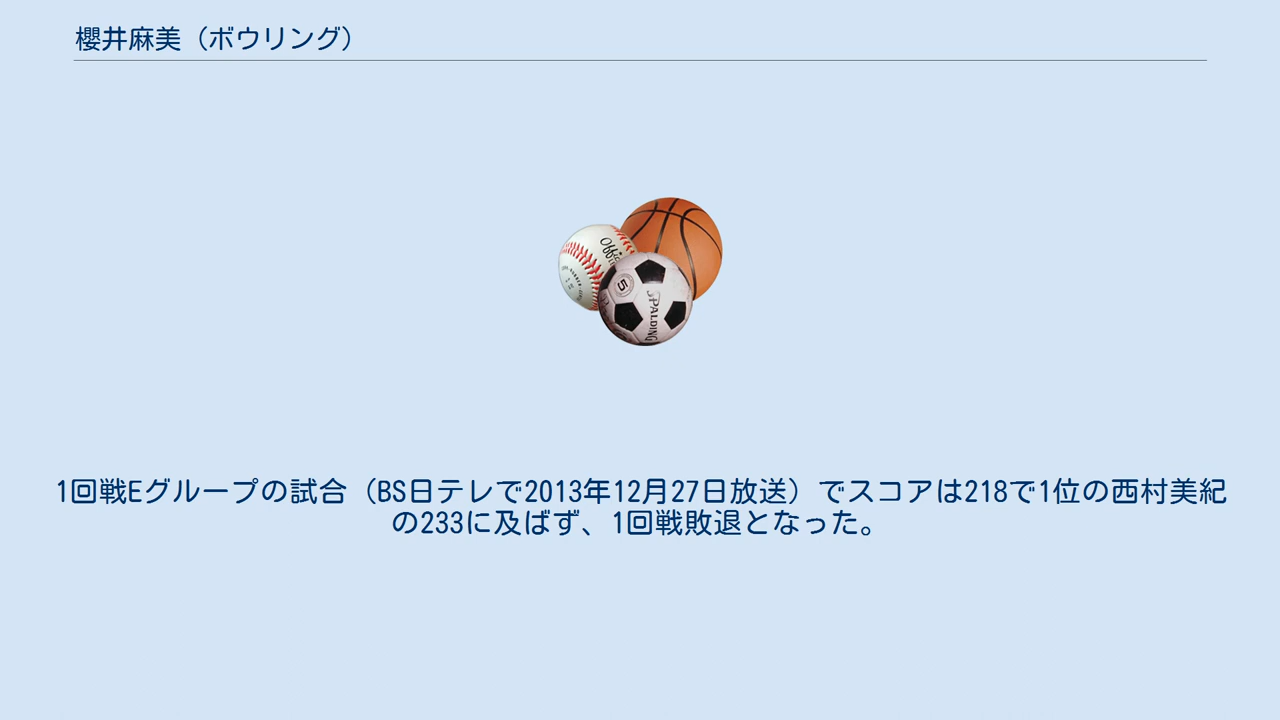 櫻井麻美（ボウリング）
Offic
5
SPALDING
1回戦Eグループの試合（BS日テレで2013年12月27日放送）でスコアは218で1位の西村美紀
の233に及ばず、1回戦敗退となった。